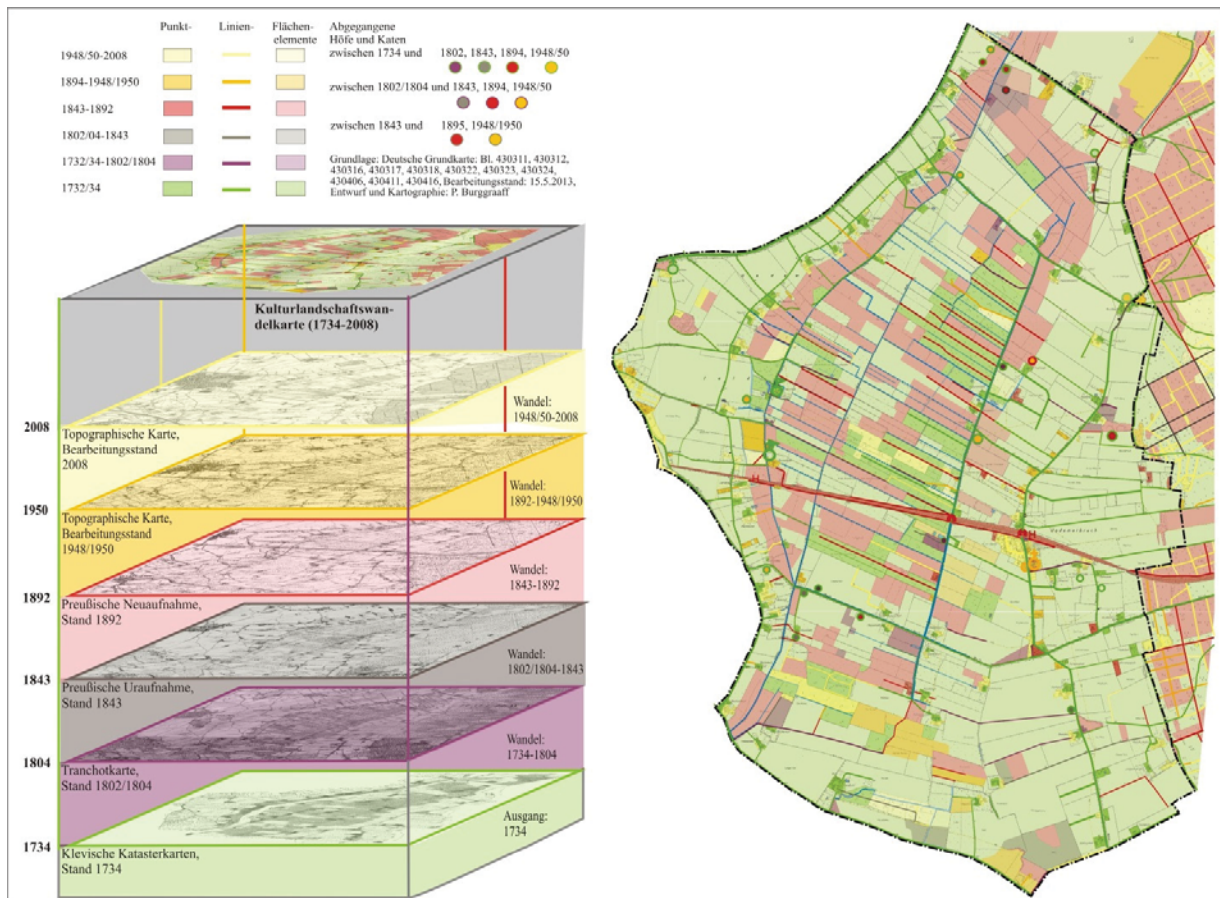 Punkt- Linien- Flächen-
elemente
Abgegangene
Höfe und Katen
1948/50-2008
zwischen 1734 und 1802, 1843, 1894, 1948/50
1894-1948/1950
zwischen 1802/1804 und 1843, 1894, 1948/50
1843-1892
1802/04-1843
zwischen 1843 und 1895, 1948/1950
1732/34-1802/1804
1732/34
Grundlage: Deutsche Grundkarte: Bl. 430311, 430312,
430316, 430317, 430318, 430322, 430323, 430324,
430406, 430411, 430416, Bearbeitungsstand: 15.5.2013,
Entwurf und Kartographie: P. Burggraaff
Kulturlandschaftswan-
delkarte (1734-2008)
Wandel:
1948/50-2008
2008
Topographische Karte,
Bearbeitungsstand
2008
Wandel:
1892-1948/1950
1950
Topographische Karte,
Bearbeitungsstand
1948/1950
Wandel:
1843-1892
1892
Preußische Neuaufnahme,
Stand 1892
Wandel:
1802/1804-1843
1843
Preußische Uraufnahme,
Stand 1843
Wandel:
1734-1804
1804
Tranchotkarte,
Stand 1802/1804
Ausgang:
1734
1734
Klevische Katasterkarten,
Stand 1734
H
H